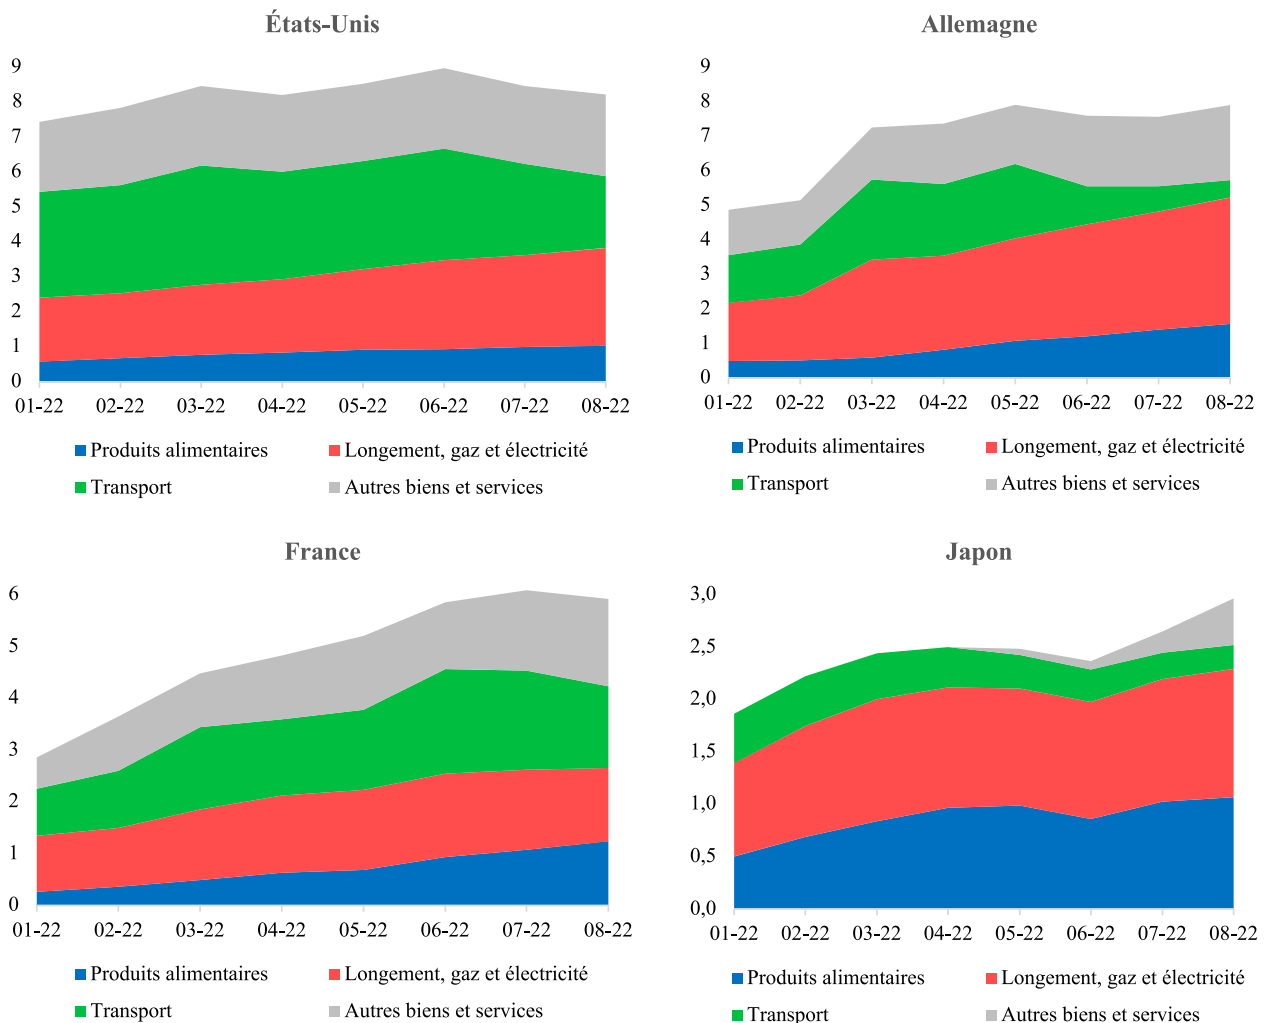 États-Unis
9
8
7
6
5
4
3
2
1
0
01-22 02-22 03-22 04-22 05-22 06-22 07-22 08-22
Produits alimentaires Longement, gaz et électricité
Transport Autres biens et services
Allemagne
9
8
7
6
5
4
3
2
1
0
01-22 02-22 03-22 04-22 05-22 06-22 07-22 08-22
Produits alimentaires Longement, gaz et électricité
Transport Autres biens et services
France
6
5
4
3
2
1
0
01-22 02-22 03-22 04-22 05-22 06-22 07-22 08-22
Produits alimentaires Longement, gaz et électricité
Transport Autres biens et services
Japon
3,0
2,5
2,0
1,5
1,0
0,5
0,0
01-22 02-22 03-22 04-22 05-22 06-22 07-22 08-22
Produits alimentaires Longement, gaz et électricité
Transport Autres biens et services